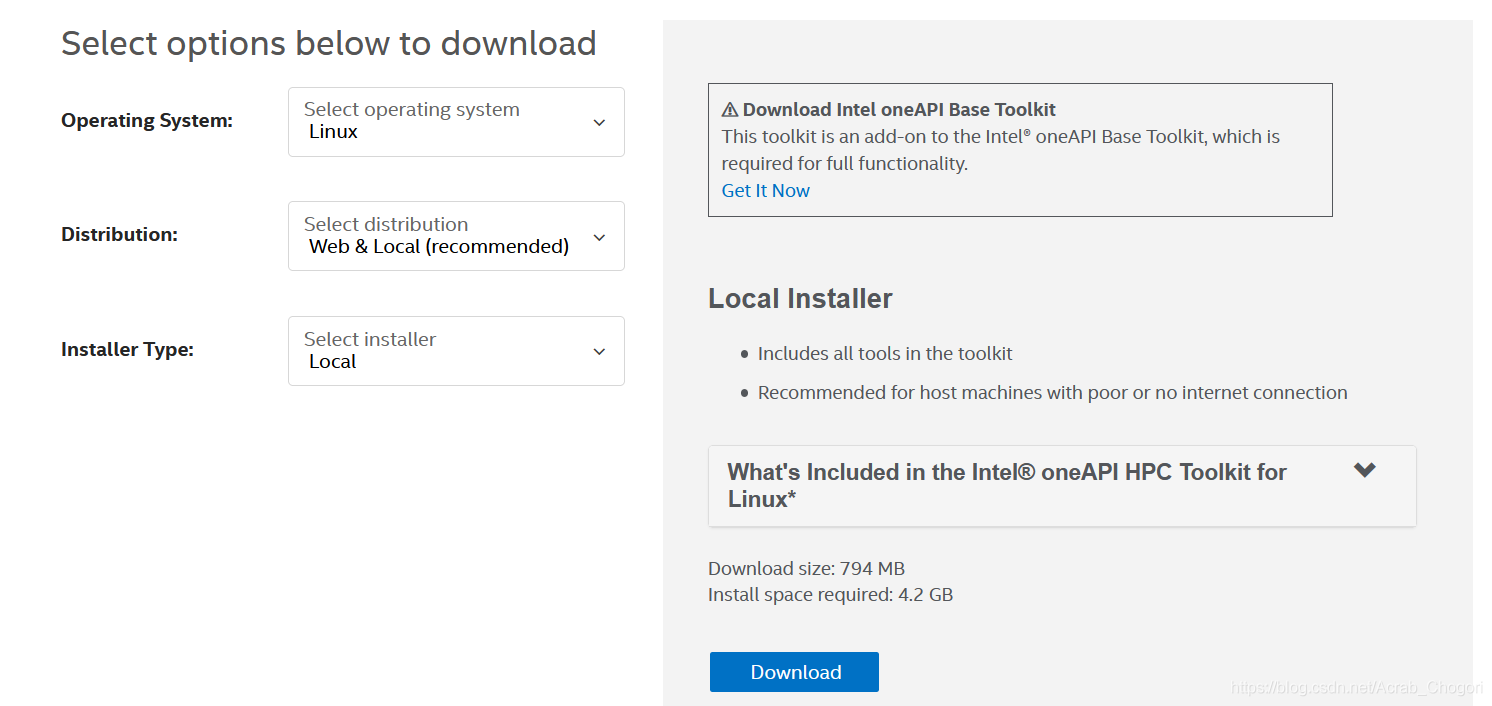 Select options below to download
Operating System:
Select operating system
Linux
Distribution:
Select distribution
Web & Local (recommended)
Installer Type:
Select installer
Local
⚠ Download Intel oneAPI Base Toolkit
This toolkit is an add-on to the Intel® oneAPI Base Toolkit, which is
required for full functionality.
Get It Now
Local Installer
• Includes all tools in the toolkit
• Recommended for host machines with poor or no internet connection
What's Included in the Intel® oneAPI HPC Toolkit for
Linux*
Download size: 794 MB
Install space required: 4.2 GB
Download
https://blog.csdn.net/Acrab_Chogori